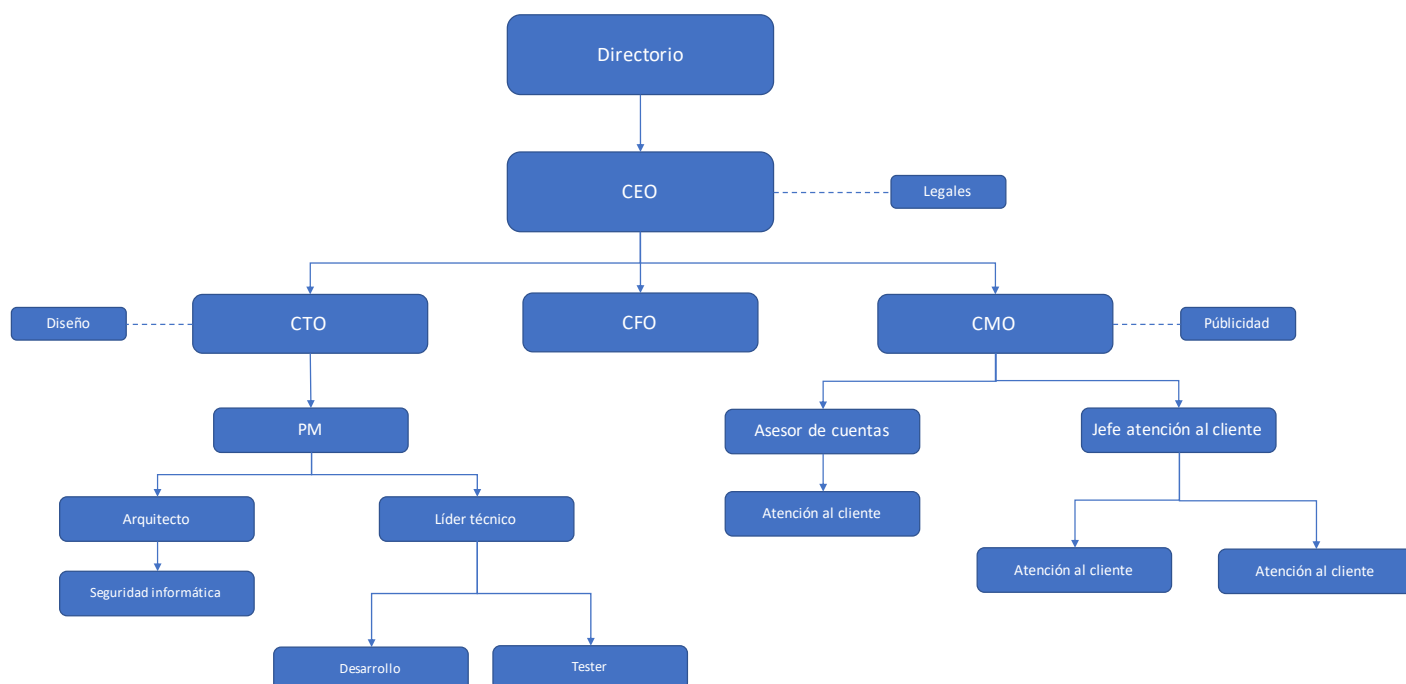 Directorio
CEO
Legales
Diseño
CTO
CFO
CMO
Públicidad
PM
Asesor de cuentas
Jefe atención al cliente
Arquitecto
Líder técnico
Atención al cliente
Atención al cliente
Atención al cliente
Seguridad informática
Desarrollo
Tester